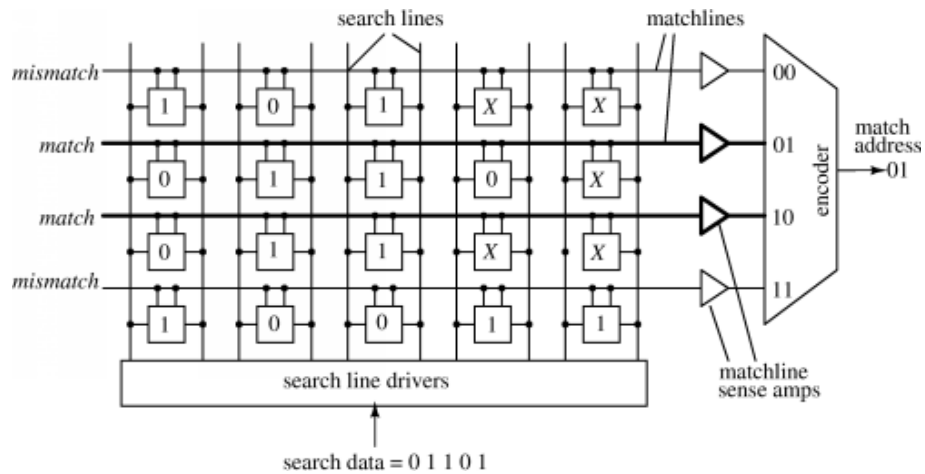 search lines
matchlines
mismatch
00
1 0 1 X X
match
01
match
address
0 1 1 0 X
encoder
01
match
10
0 1 1 X X
mismatch
11
1 0 0 1 1
search line drivers
matchline
sense amps
search data = 0 1 1 0 1